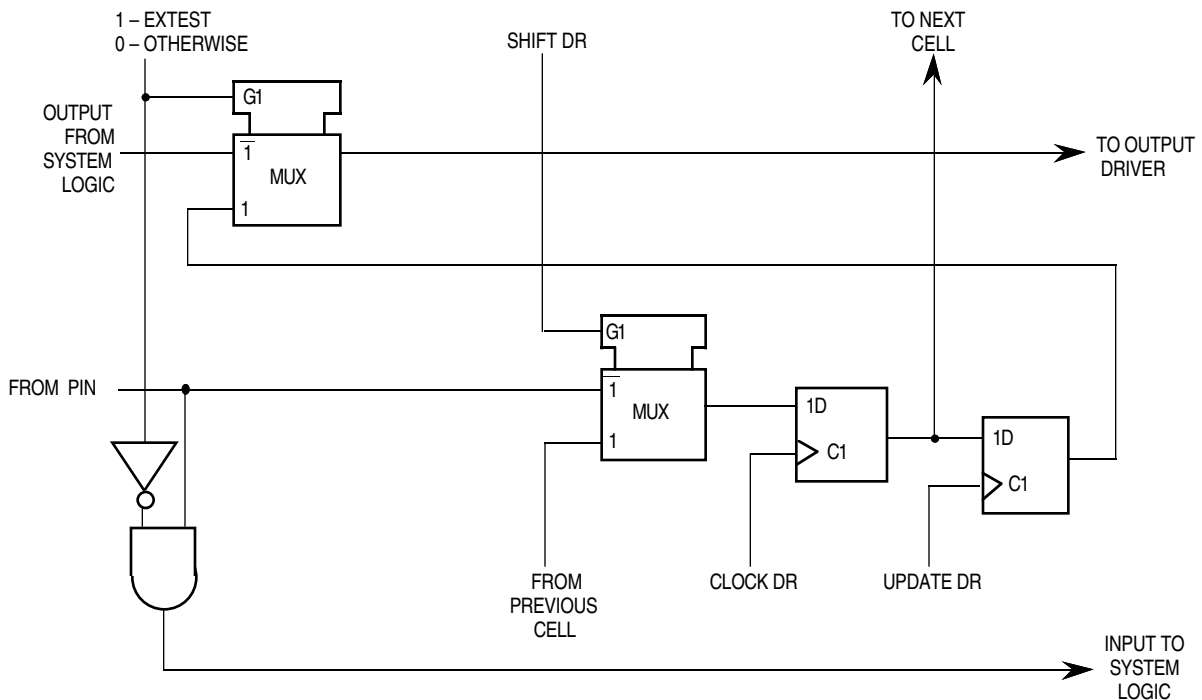 1 – EXTEST
0 – OTHERWISE
SHIFT DR
TO NEXT
CELL
G1
OUTPUT
FROM
SYSTEM
LOGIC
1
MUX
1
TO OUTPUT
DRIVER
G1
FROM PIN
1
MUX
1
1D
C1
1D
C1
FROM
PREVIOUS
CELL
CLOCK DR
UPDATE DR
INPUT TO
SYSTEM
LOGIC